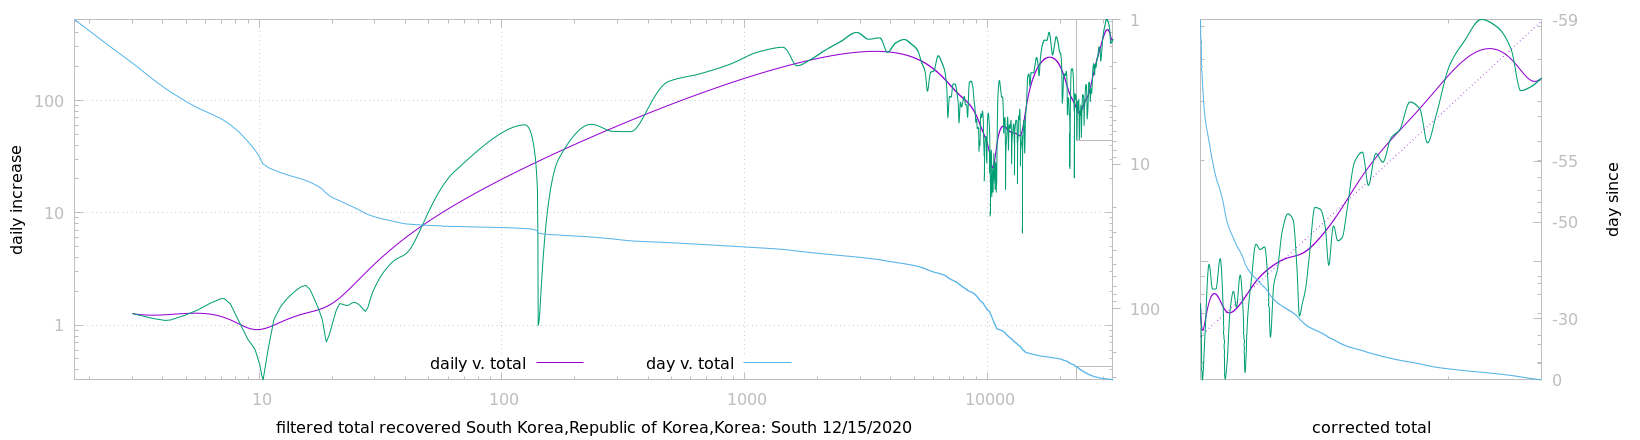 daily increase
100
10
1
10
100
1000
10000
1
10
100
daily v. total
day v. total
filtered total recovered South Korea,Republic of Korea,Korea: South 12/15/2020
-59
-55
-50
-30
0
day since
corrected total